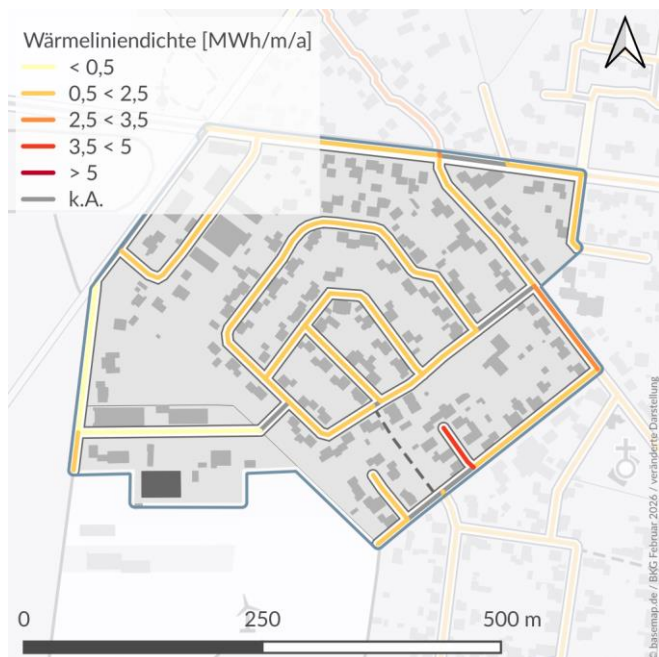 Wärmeliniendichte [MWh/m/a]
< 0,5
0,5 < 2,5
2,5 < 3,5
3,5 < 5
> 5
k.A.
0 250 500 m
© basemap.de / BKG Februar 2026 / veränderte Darstellung